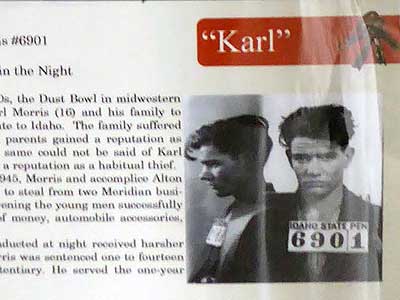 s #6901
"Karl"
in the Night
0s, the Dust Bowl in midwestern
rl Morris (16) and his family to
ate to Idaho. The family suffered
parents gained a reputation as
same could not be said of Karl
a reputation as a habitual thief.
945, Morris and accomplice Alton
to steal from two Meridian busi-
ening the young men successfully
of money, automobile accessories,
nducted at night received harsher
rris was sentenced one to fourteen
tentiary. He served the one-year
IDAHO STATE PEN
6901